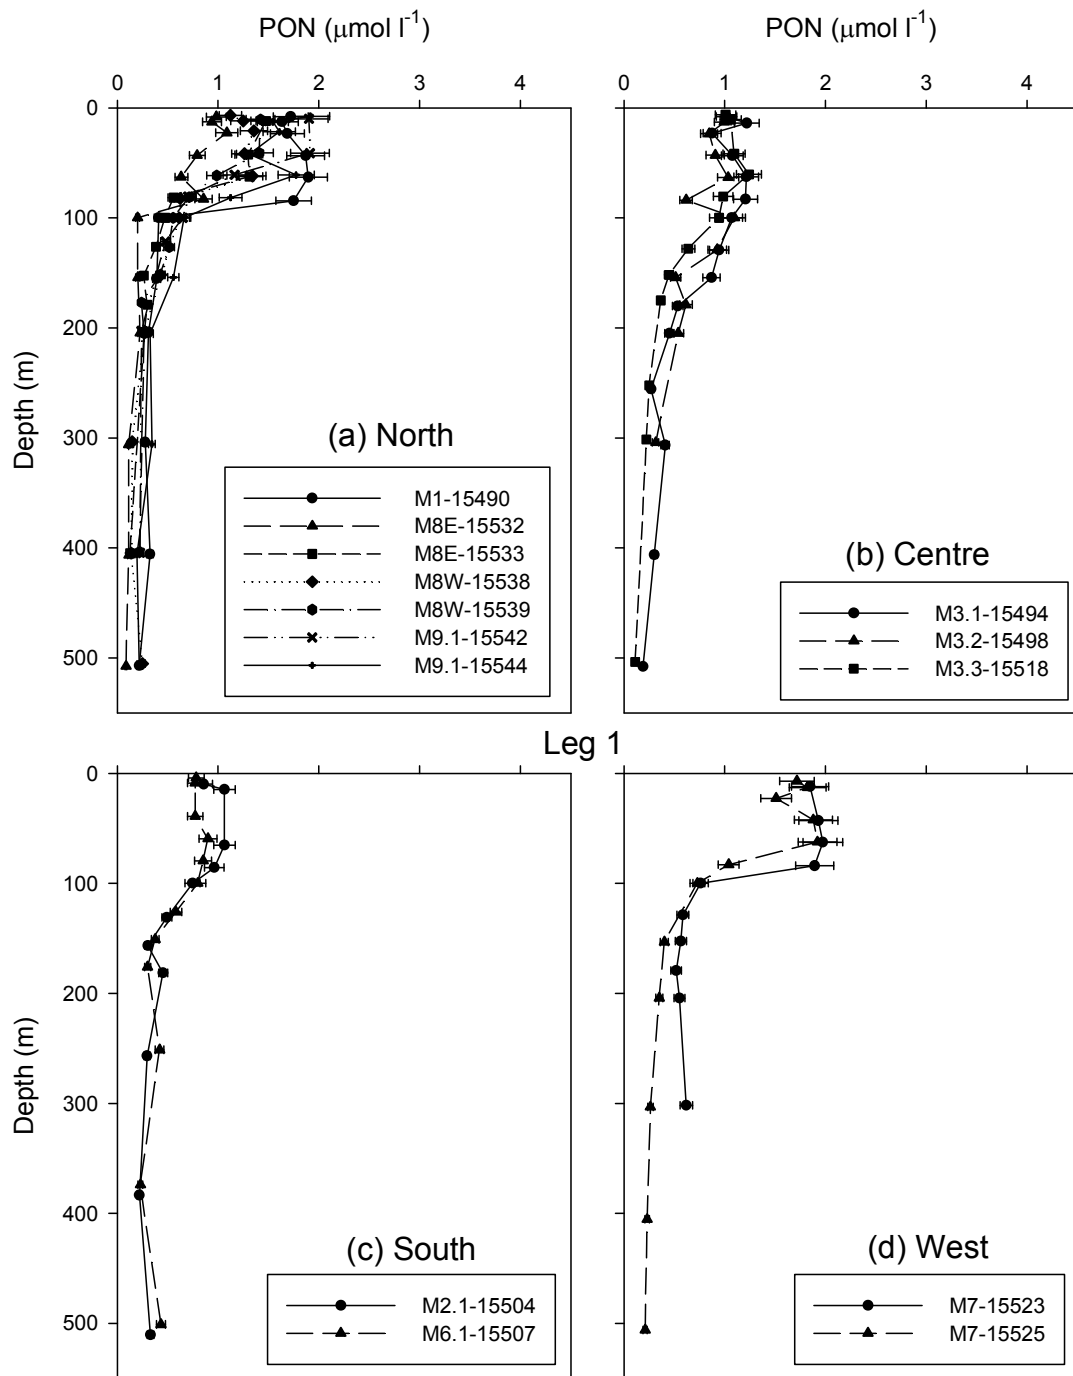 PON (μmol l⁻¹) PON (μmol l⁻¹)
0 1 2 3 4 0 1 2 3 4
0
100
200
300
400
500
Depth (m)
(a) North
M1-15490
M8E-15532
M8E-15533
M8W-15538
M8W-15539
M9.1-15542
M9.1-15544
(b) Centre
M3.1-15494
M3.2-15498
M3.3-15518
Leg 1
0
100
200
300
400
500
Depth (m)
(c) South
M2.1-15504
M6.1-15507
(d) West
M7-15523
M7-15525